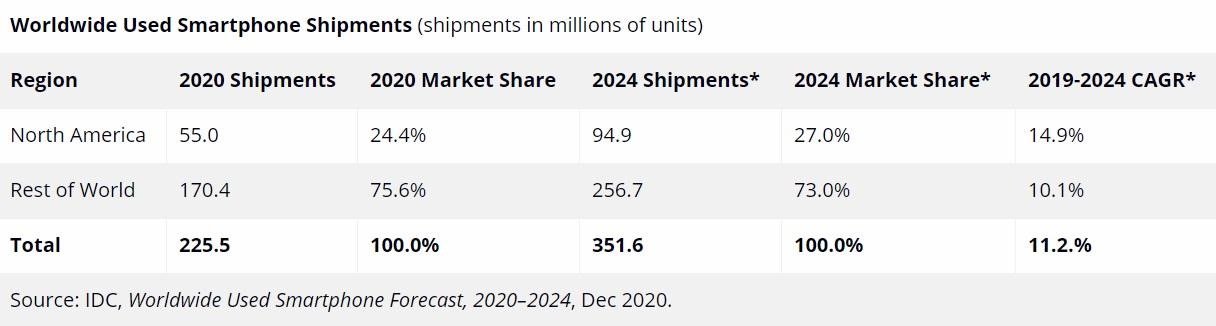 Worldwide Used Smartphone Shipments (shipments in millions of units)
Region 2020 Shipments 2020 Market Share 2024 Shipments* 2024 Market Share* 2019-2024 CAGR*
North America 55.0 24.4% 94.9 27.0% 14.9%
Rest of World 170.4 75.6% 256.7 73.0% 10.1%
Total 225.5 100.0% 351.6 100.0% 11.2.%
Source: IDC, Worldwide Used Smartphone Forecast, 2020–2024, Dec 2020.